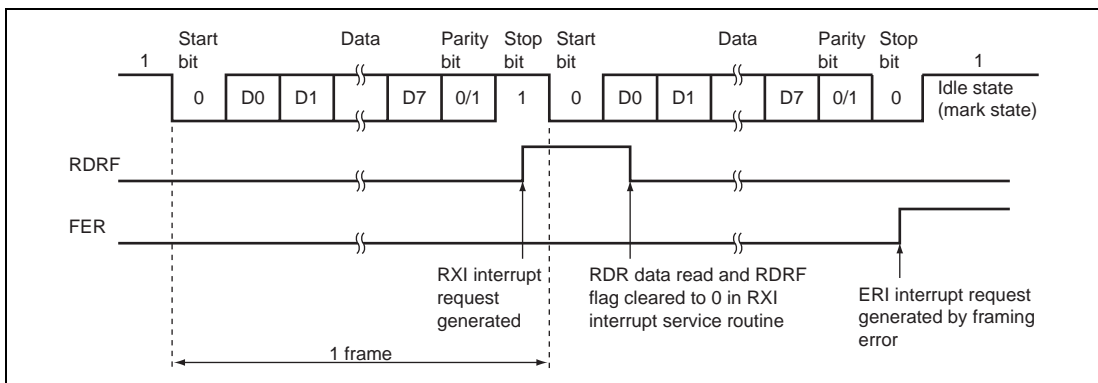 Start Data Parity Stop Start Data Parity Stop
1 bit bit bit bit bit bit 1
0 D0 D1 D7 0/1 1 0 D0 D1 D7 0/1 0 Idle state
(mark state)
RDRF
FER
RXI interrupt
request
generated
RDR data read and RDRF
flag cleared to 0 in RXI
interrupt service routine
ERI interrupt request
generated by framing
error
1 frame